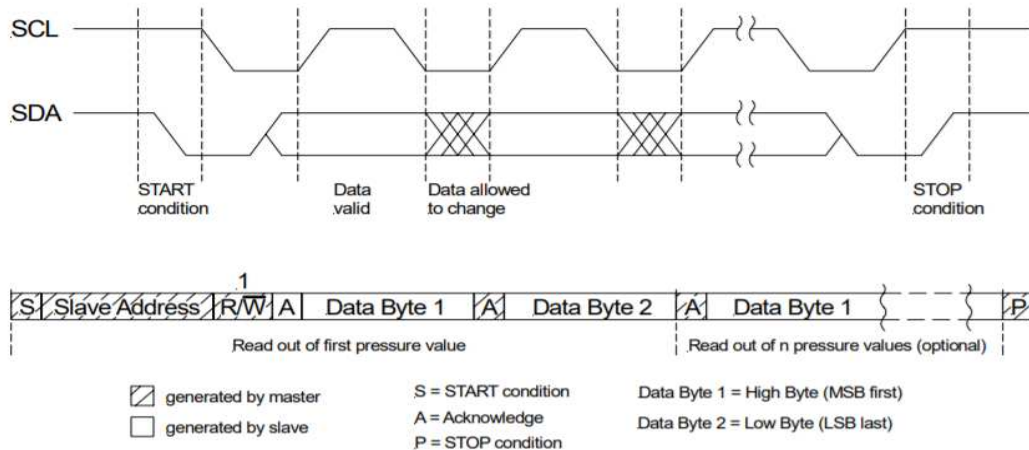 SCL
SDA
START condition
Data valid
Data allowed to change
STOP condition
1
S Slave Address R/W̅ A Data Byte 1 A Data Byte 2 A Data Byte 1 P
Read out of first pressure value
Read out of n pressure values (optional)
generated by master
generated by slave
S = START condition
A = Acknowledge
P = STOP condition
Data Byte 1 = High Byte (MSB first)
Data Byte 2 = Low Byte (LSB last)